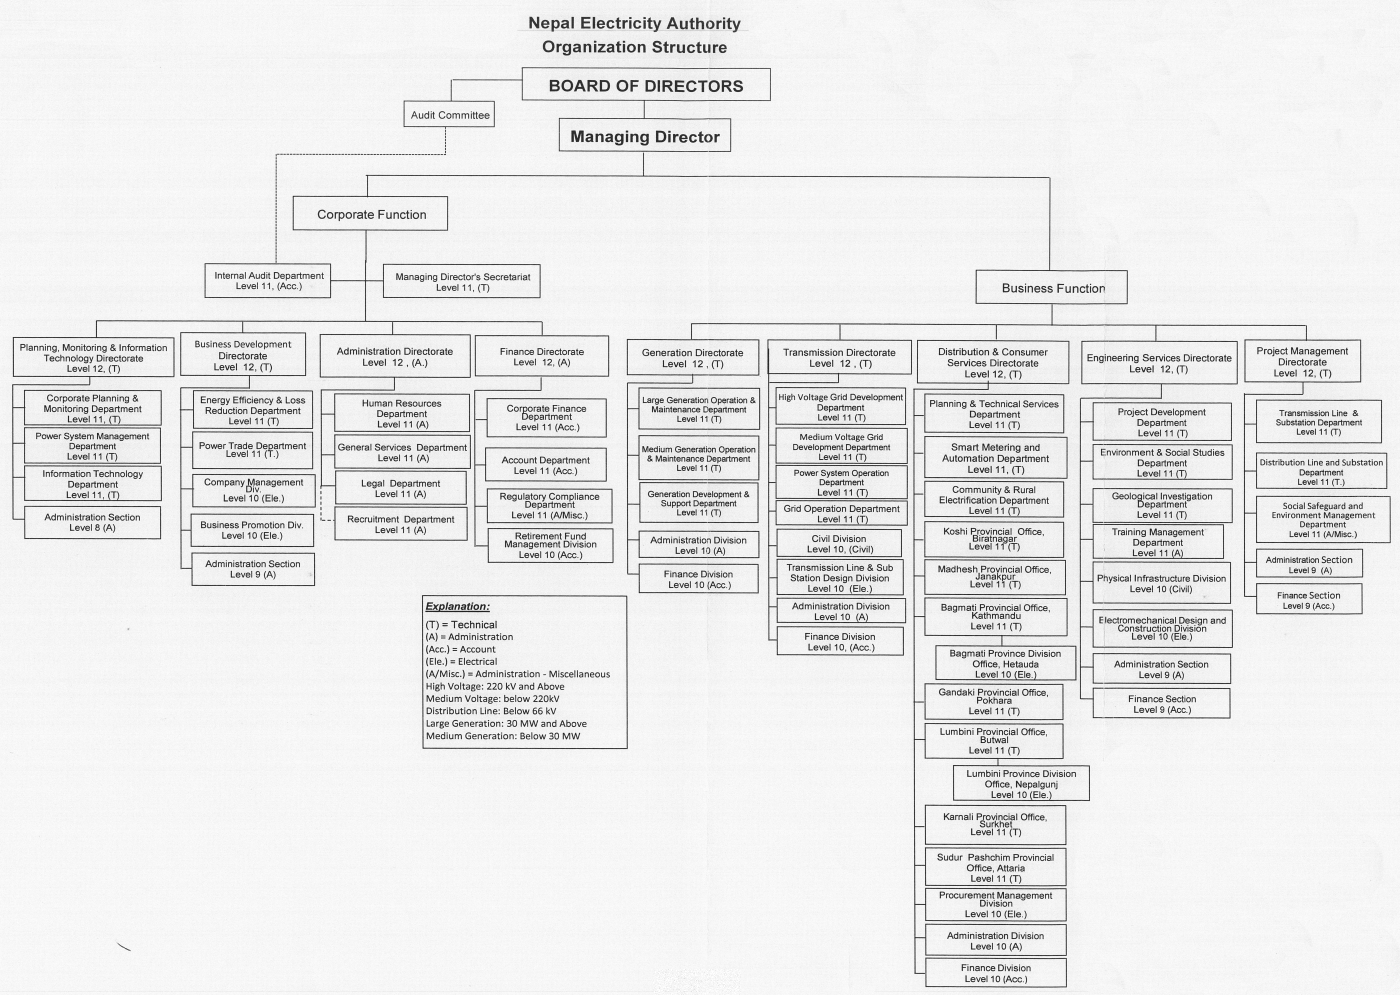 Nepal Electricity Authority
Organization Structure
BOARD OF DIRECTORS
Audit Committee
Managing Director
Corporate Function
Internal Audit Department
Level 11, (Acc.)
Managing Director's Secretariat
Level 11, (T)
Business Function
Planning, Monitoring & Information
Technology Directorate
Level 12, (T)
Corporate Planning &
Monitoring Department
Level 11, (T)
Power System Management
Department
Level 11 (T)
Information Technology
Department
Level 11, (T)
Administration Section
Level 8 (A)
Business Development
Directorate
Level 12, (T)
Energy Efficiency & Loss
Reduction Department
Level 11 (T)
Power Trade Department
Level 11 (T.)
Company Management
Div.
Level 10 (Ele.)
Business Promotion Div.
Level 10 (Ele.)
Administration Section
Level 9 (A)
Administration Directorate
Level 12 , (A.)
Human Resources
Department
Level 11 (A)
General Services Department
Level 11 (A)
Legal Department
Level 11 (A)
Recruitment Department
Level 11 (A)
Finance Directorate
Level 12, (A)
Corporate Finance
Department
Level 11 (Acc.)
Account Department
Level 11 (Acc.)
Regulatory Compliance
Department
Level 11 (A/Misc.)
Retirement Fund
Management Division
Level 10 (Acc.)
Generation Directorate
Level 12 , (T)
Large Generation Operation &
Maintenance Department
Level 11 (T)
Medium Generation Operation
& Maintenance Department
Level 11 (T)
Generation Development &
Support Department
Level 11 (T)
Administration Division
Level 10 (A)
Finance Division
Level 10 (Acc.)
Transmission Directorate
Level 12 , (T)
High Voltage Grid Development
Department
Level 11 (T)
Medium Voltage Grid
Development Department
Level 11 (T)
Power System Operation
Department
Level 11 (T)
Grid Operation Department
Level 11 (T)
Civil Division
Level 10, (Civil)
Transmission Line & Sub
Station Design Division
Level 10 (Ele.)
Administration Division
Level 10 (A)
Finance Division
Level 10, (Acc.)
Distribution & Consumer
Services Directorate
Level 12, (T)
Planning & Technical Services
Department
Level 11 (T)
Smart Metering and
Automation Department
Level 11, (T)
Community & Rural
Electrification Department
Level 11, (T)
Koshi Provincial Office,
Biratnagar
Level 11 (T)
Madhesh Provincial Office,
Janakpur
Level 11 (T)
Bagmati Provincial Office,
Kathmandu
Level 11 (T)
Bagmati Province Division
Office, Hetauda
Level 10 (Ele.)
Gandaki Provincial Office,
Pokhara
Level 11 (T)
Lumbini Provincial Office,
Butwal
Level 11 (T)
Lumbini Province Division
Office, Nepalgunj
Level 10 (Ele.)
Karnali Provincial Office,
Surkhet
Level 11 (T)
Sudur Pashchim Provincial
Office, Attaria
Level 11 (T)
Procurement Management
Division
Level 10 (Ele.)
Administration Division
Level 10 (A)
Finance Division
Level 10 (Acc.)
Engineering Services Directorate
Level 12, (T)
Project Development
Department
Level 11 (T)
Environment & Social Studies
Department
Level 11 (T)
Geological Investigation
Department
Level 11 (T)
Training Management
Department
Level 11 (A)
Physical Infrastructure Division
Level 10 (Civil)
Electromechanical Design and
Construction Division
Level 10 (Ele.)
Administration Section
Level 9 (A)
Finance Section
Level 9 (Acc.)
Project Management
Directorate
Level 12, (T)
Transmission Line &
Substation Department
Level 11 (T)
Distribution Line and Substation
Department
Level 11 (T.)
Social Safeguard and
Environment Management
Department
Level 11 (A/Misc.)
Administration Section
Level 9 (A)
Finance Section
Level 9 (Acc.)
Explanation:
(T) = Technical
(A) = Administration
(Acc.) = Account
(Ele.) = Electrical
(A/Misc.) = Administration - Miscellaneous
High Voltage: 220 kV and Above
Medium Voltage: below 220kV
Distribution Line: Below 66 kV
Large Generation: 30 MW and Above
Medium Generation: Below 30 MW